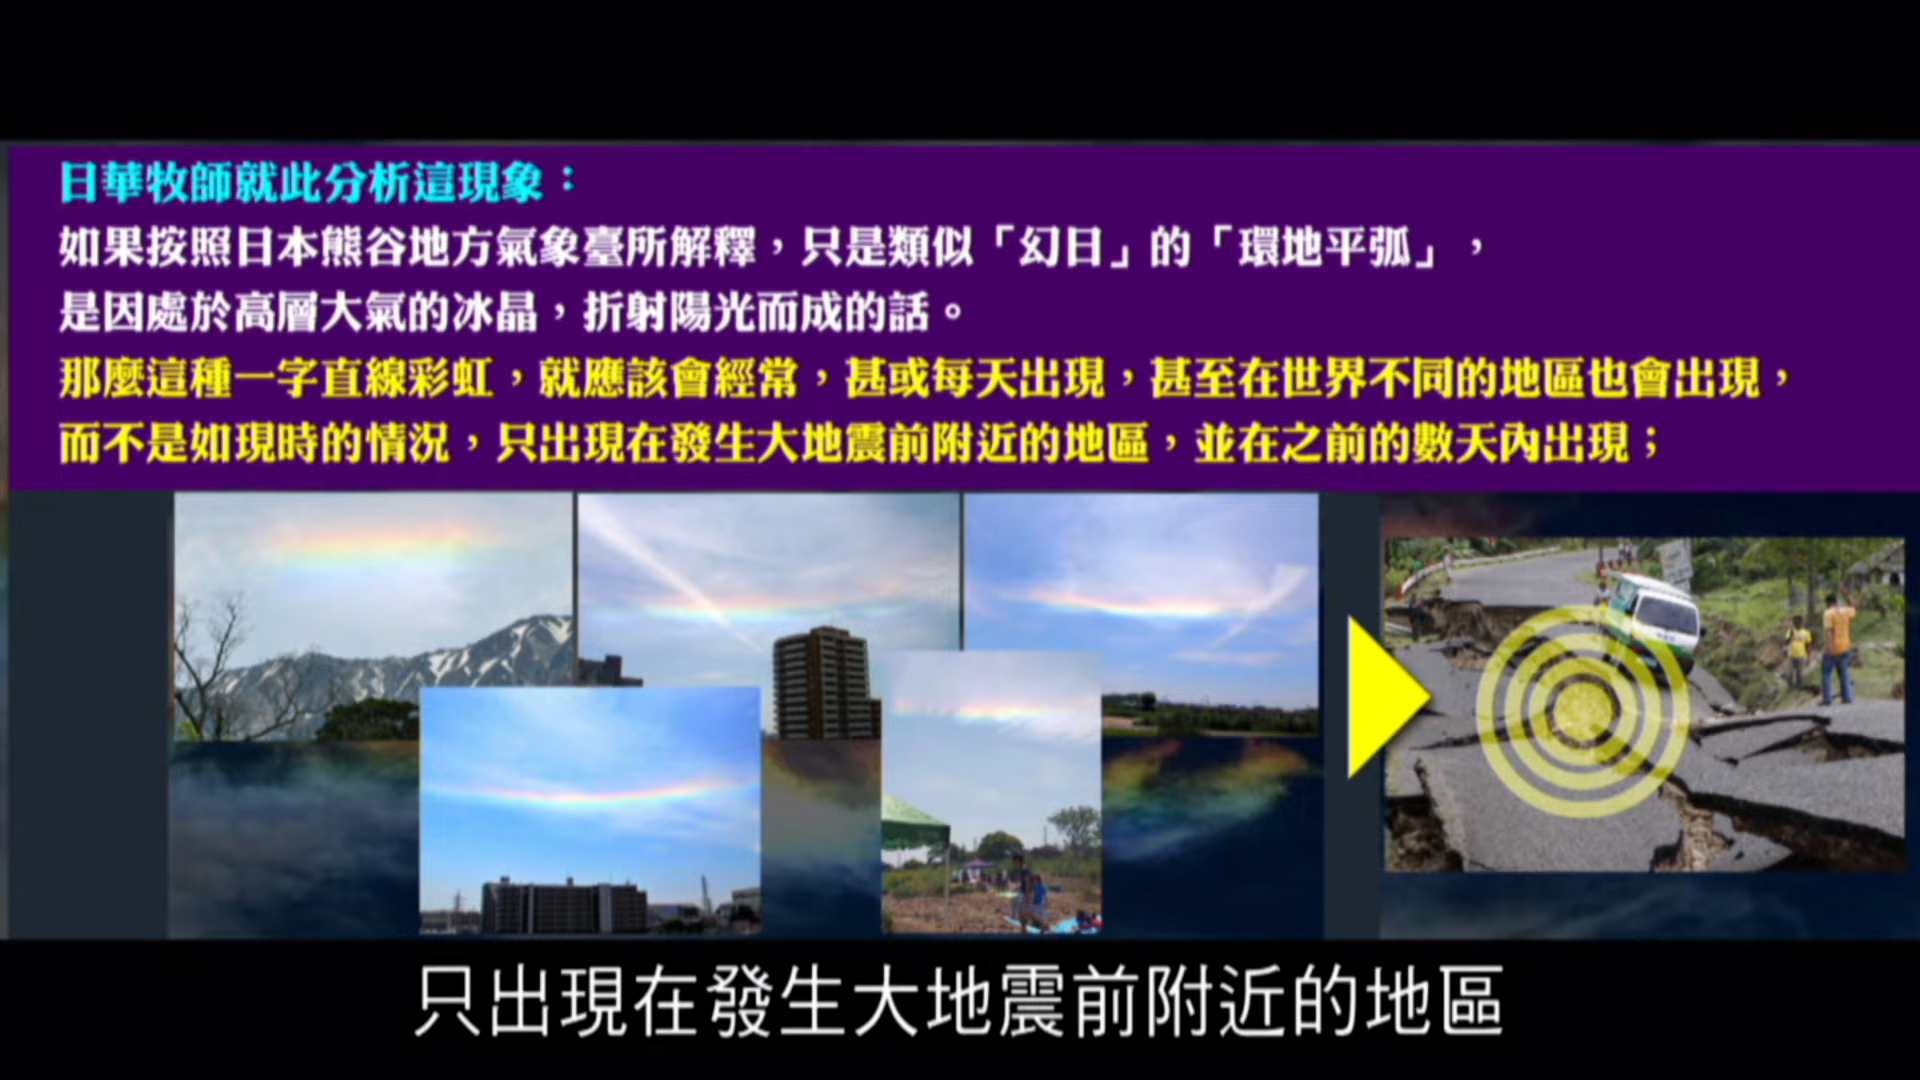 日華牧師就此分析這現象：
如果按照日本熊谷地方氣象臺所解釋，只是類似「幻日」的「環地平弧」，
是因處於高層大氣的冰晶，折射陽光而成的話。
那麼這種一字直線彩虹，就應該會經常，甚或每天出現，甚至在世界不同的地區也會出現，
而不是如現時的情況，只出現在發生大地震前附近的地區，並在之前的數天內出現；
只出現在發生大地震前附近的地區